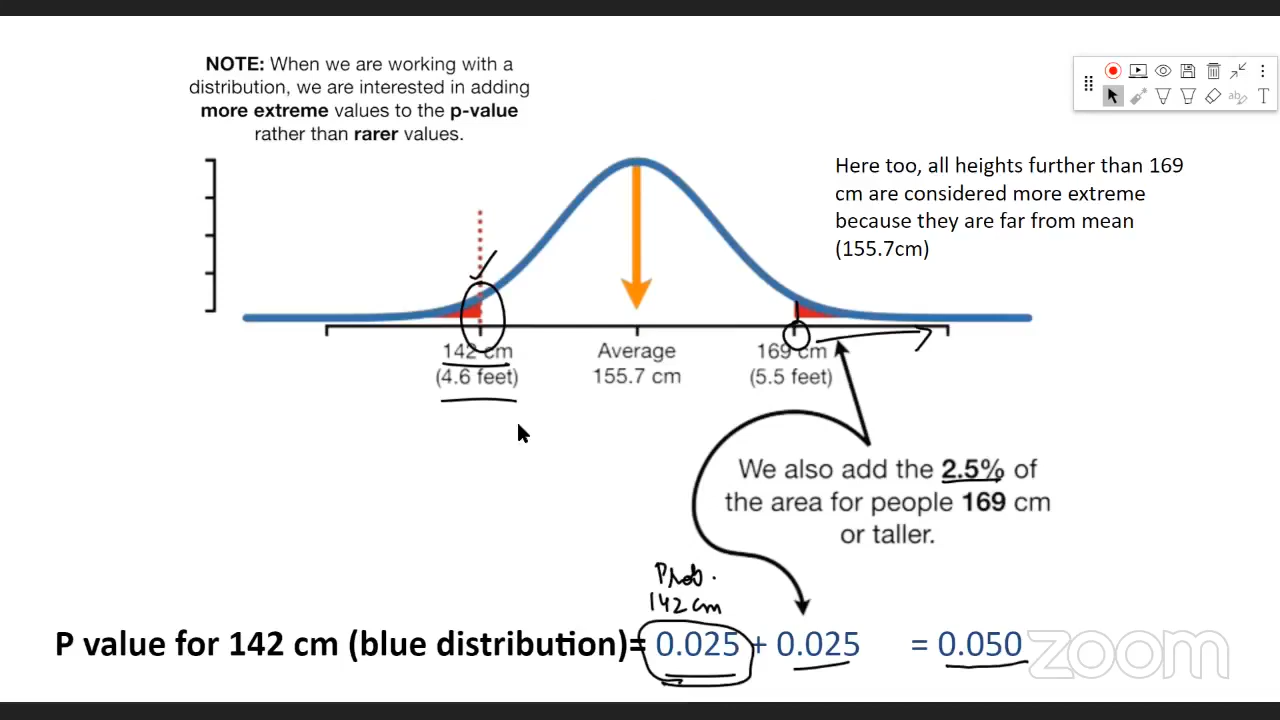 NOTE: When we are working with a
distribution, we are interested in adding
more extreme values to the p-value
rather than rarer values.
Here too, all heights further than 169
cm are considered more extreme
because they are far from mean
(155.7cm)
142 cm
(4.6 feet)
Average
155.7 cm
169 cm
(5.5 feet)
We also add the 2.5% of
the area for people 169 cm
or taller.
Prob.
142 cm
P value for 142 cm (blue distribution)= 0.025 + 0.025 = 0.050
zoom